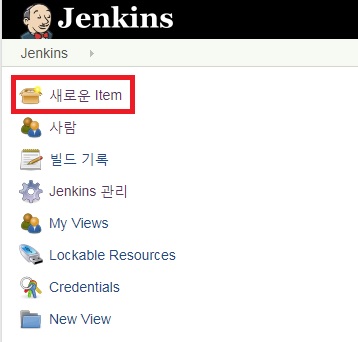 Jenkins
Jenkins
새로운 Item
사람
빌드 기록
Jenkins 관리
My Views
Lockable Resources
Credentials
New View